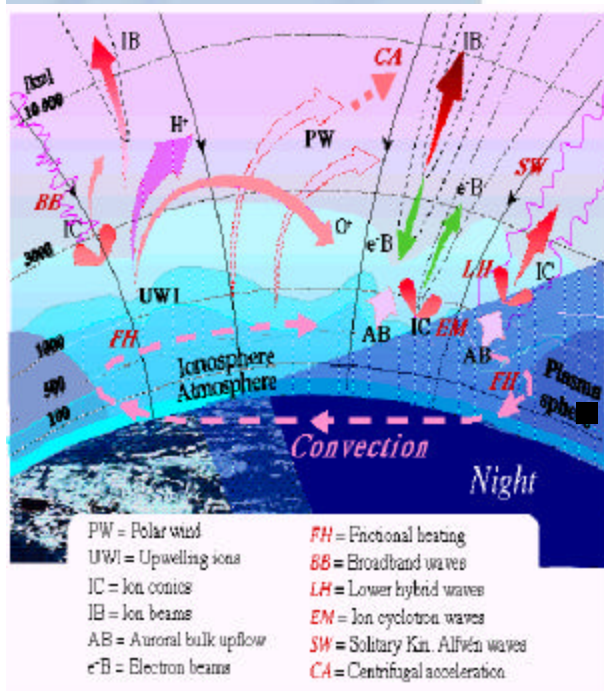 IB
IB
CA
[km]
10 000
H⁺
PW
SW
BB
e⁻B
IC
O⁺
e⁻B
3000
LH
IC
UWI
FH
AB
IC
EM
1000
Ionosphere
AB
Atmosphere
FH
Plasma
500
100
Convection
Night
PW = Polar wind
UWI = Upwelling ions
IC = Ion conics
IB = Ion beams
AB = Auroral bulk upflow
e⁻B = Electron beams
FH = Frictional heating
BB = Broadband waves
LH = Lower hybrid waves
EM = Ion cyclotron waves
SW = Solitary Kin. Alfvén waves
CA = Centrifugal acceleration